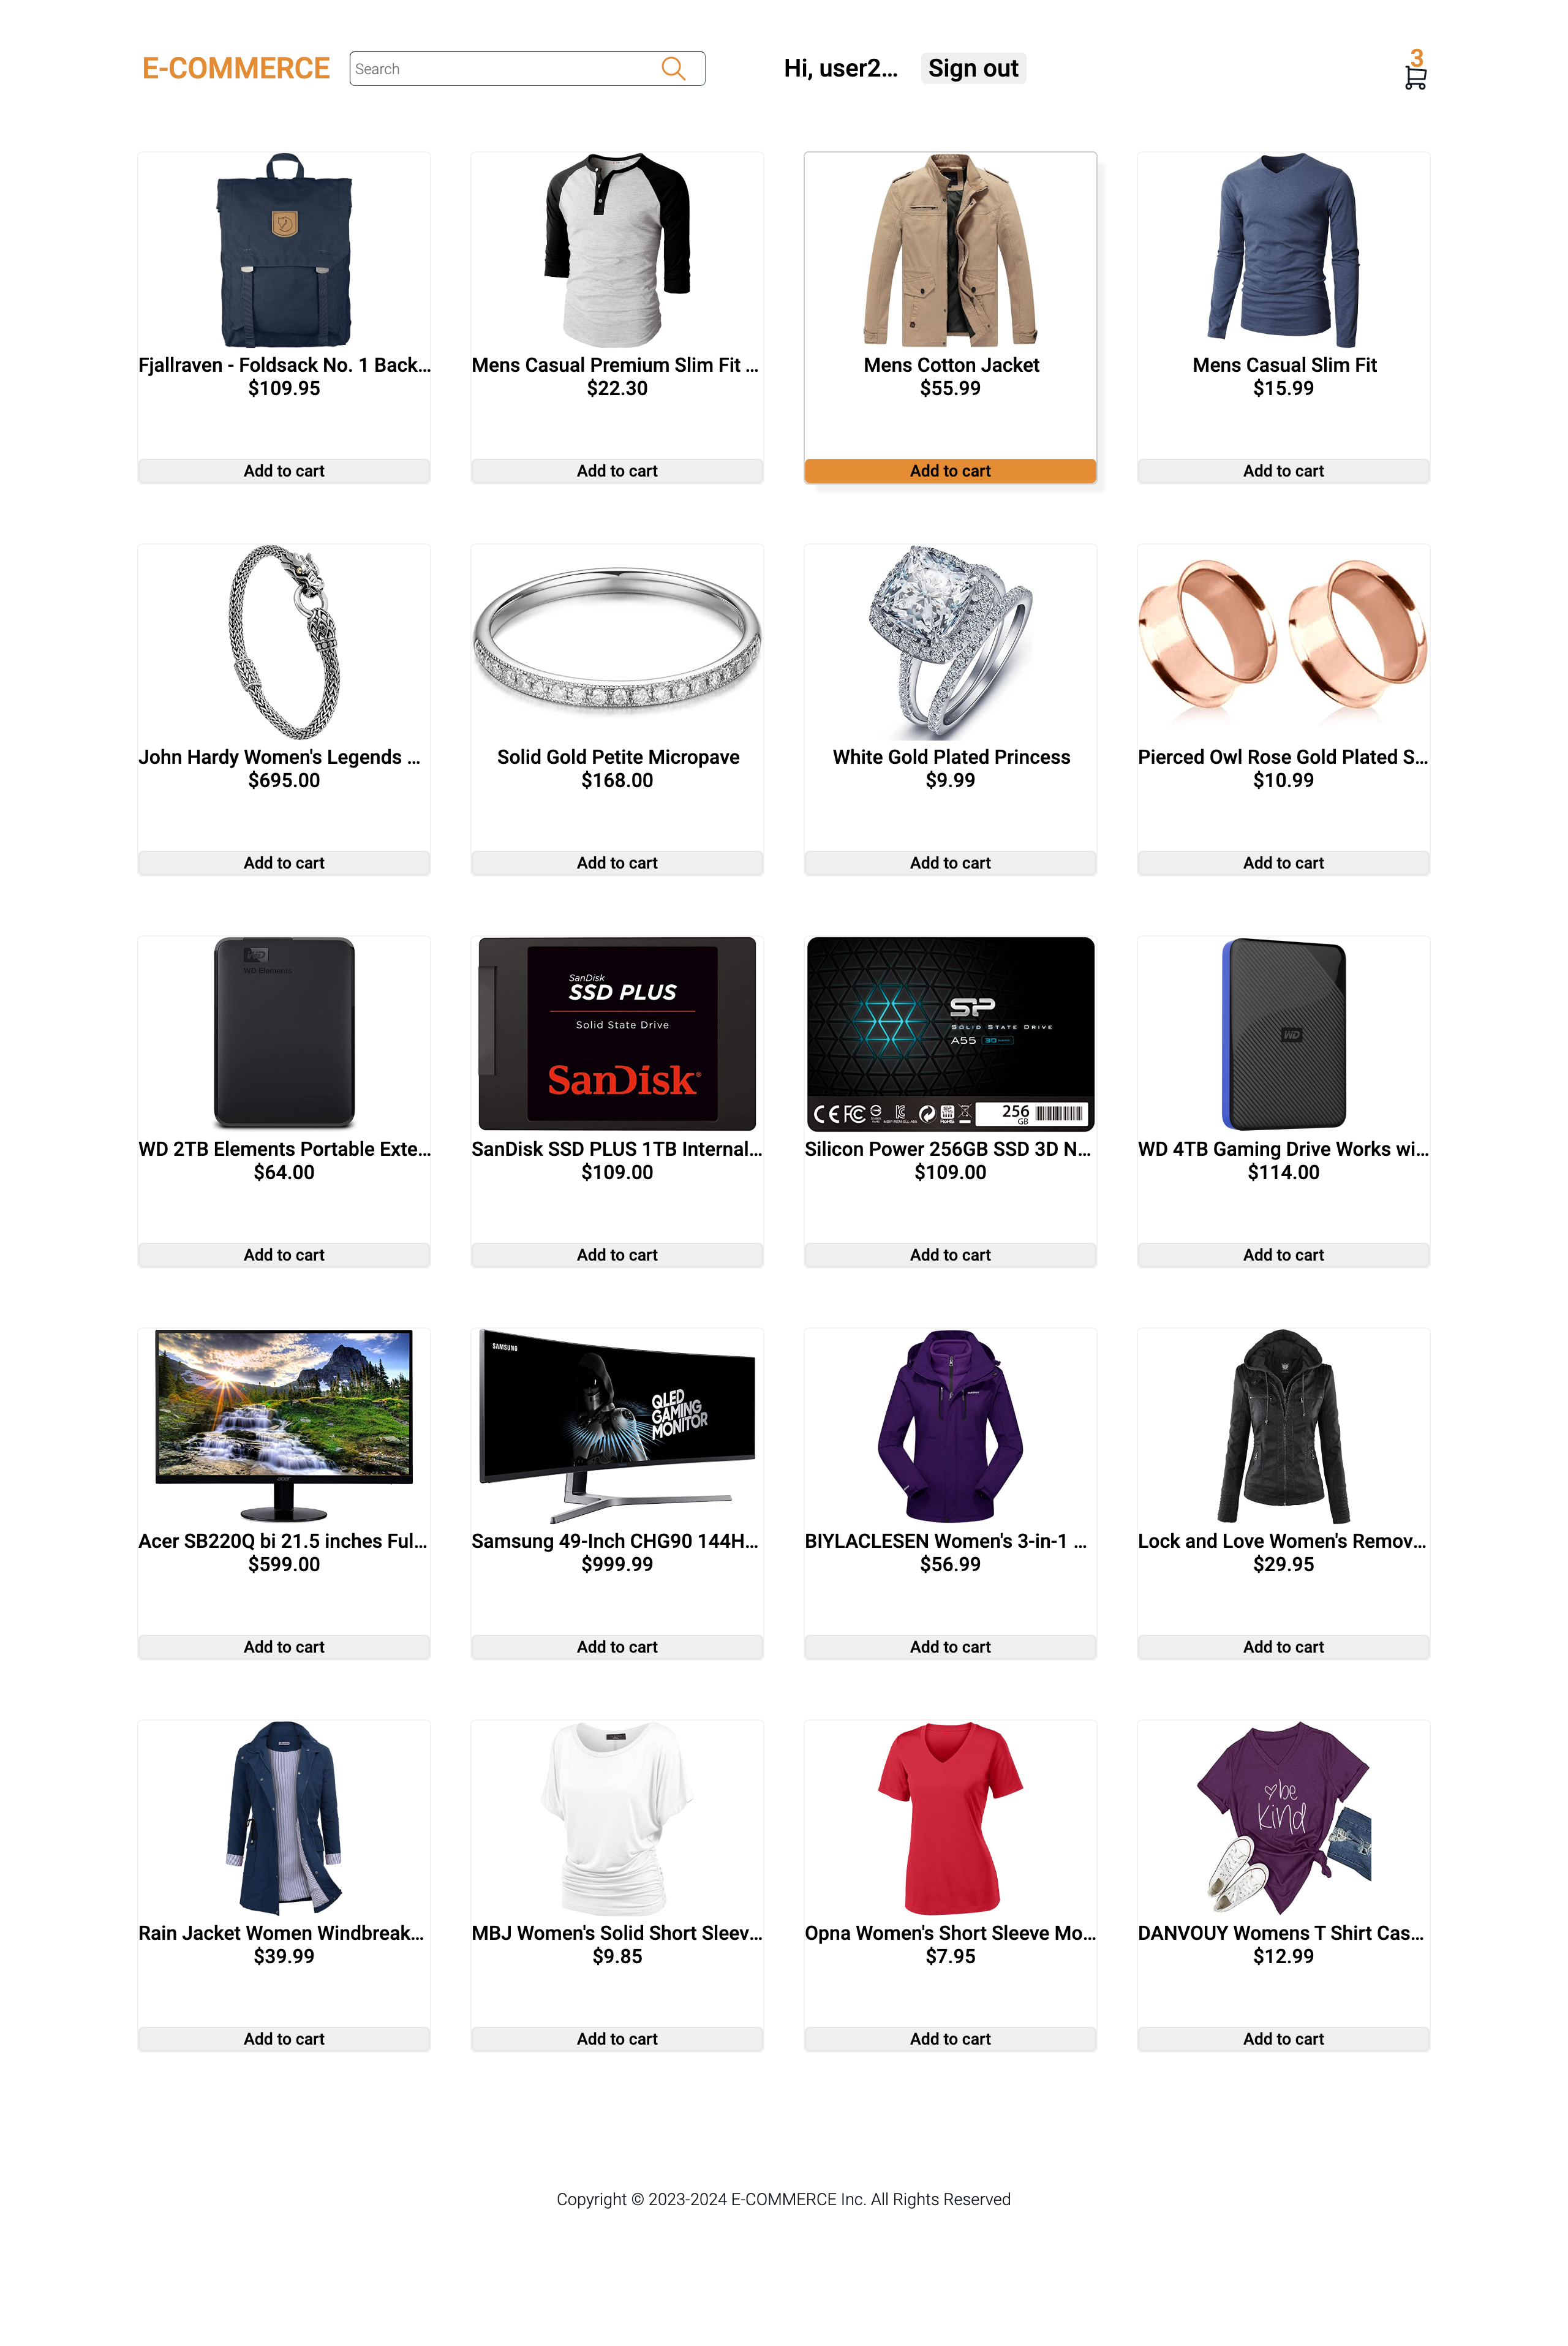 E-COMMERCE
Search
Hi, user2...
Sign out
3
Fjallraven - Foldsack No. 1 Back...
$109.95
Add to cart
Mens Casual Premium Slim Fit ...
$22.30
Add to cart
Mens Cotton Jacket
$55.99
Add to cart
Mens Casual Slim Fit
$15.99
Add to cart
John Hardy Women's Legends ...
$695.00
Add to cart
Solid Gold Petite Micropave
$168.00
Add to cart
White Gold Plated Princess
$9.99
Add to cart
Pierced Owl Rose Gold Plated S...
$10.99
Add to cart
WD
WD Elements
WD 2TB Elements Portable Exte...
$64.00
Add to cart
SanDisk
SSD PLUS
Solid State Drive
SanDisk
SanDisk SSD PLUS 1TB Internal...
$109.00
Add to cart
SP
SOLID STATE DRIVE
A55
256
GB
Silicon Power 256GB SSD 3D N...
$109.00
Add to cart
WD
WD 4TB Gaming Drive Works wi...
$114.00
Add to cart
acer
Acer SB220Q bi 21.5 inches Ful...
$599.00
Add to cart
SAMSUNG
QLED
GAMING
MONITOR
Samsung 49-Inch CHG90 144H...
$999.99
Add to cart
BIYLACLESEN Women's 3-in-1 ...
$56.99
Add to cart
Lock and Love Women's Remov...
$29.95
Add to cart
Rain Jacket Women Windbreak...
$39.99
Add to cart
MBJ Women's Solid Short Sleev...
$9.85
Add to cart
Opna Women's Short Sleeve Mo...
$7.95
Add to cart
be
kind
DANVOUY Womens T Shirt Cas...
$12.99
Add to cart
Copyright © 2023-2024 E-COMMERCE Inc. All Rights Reserved